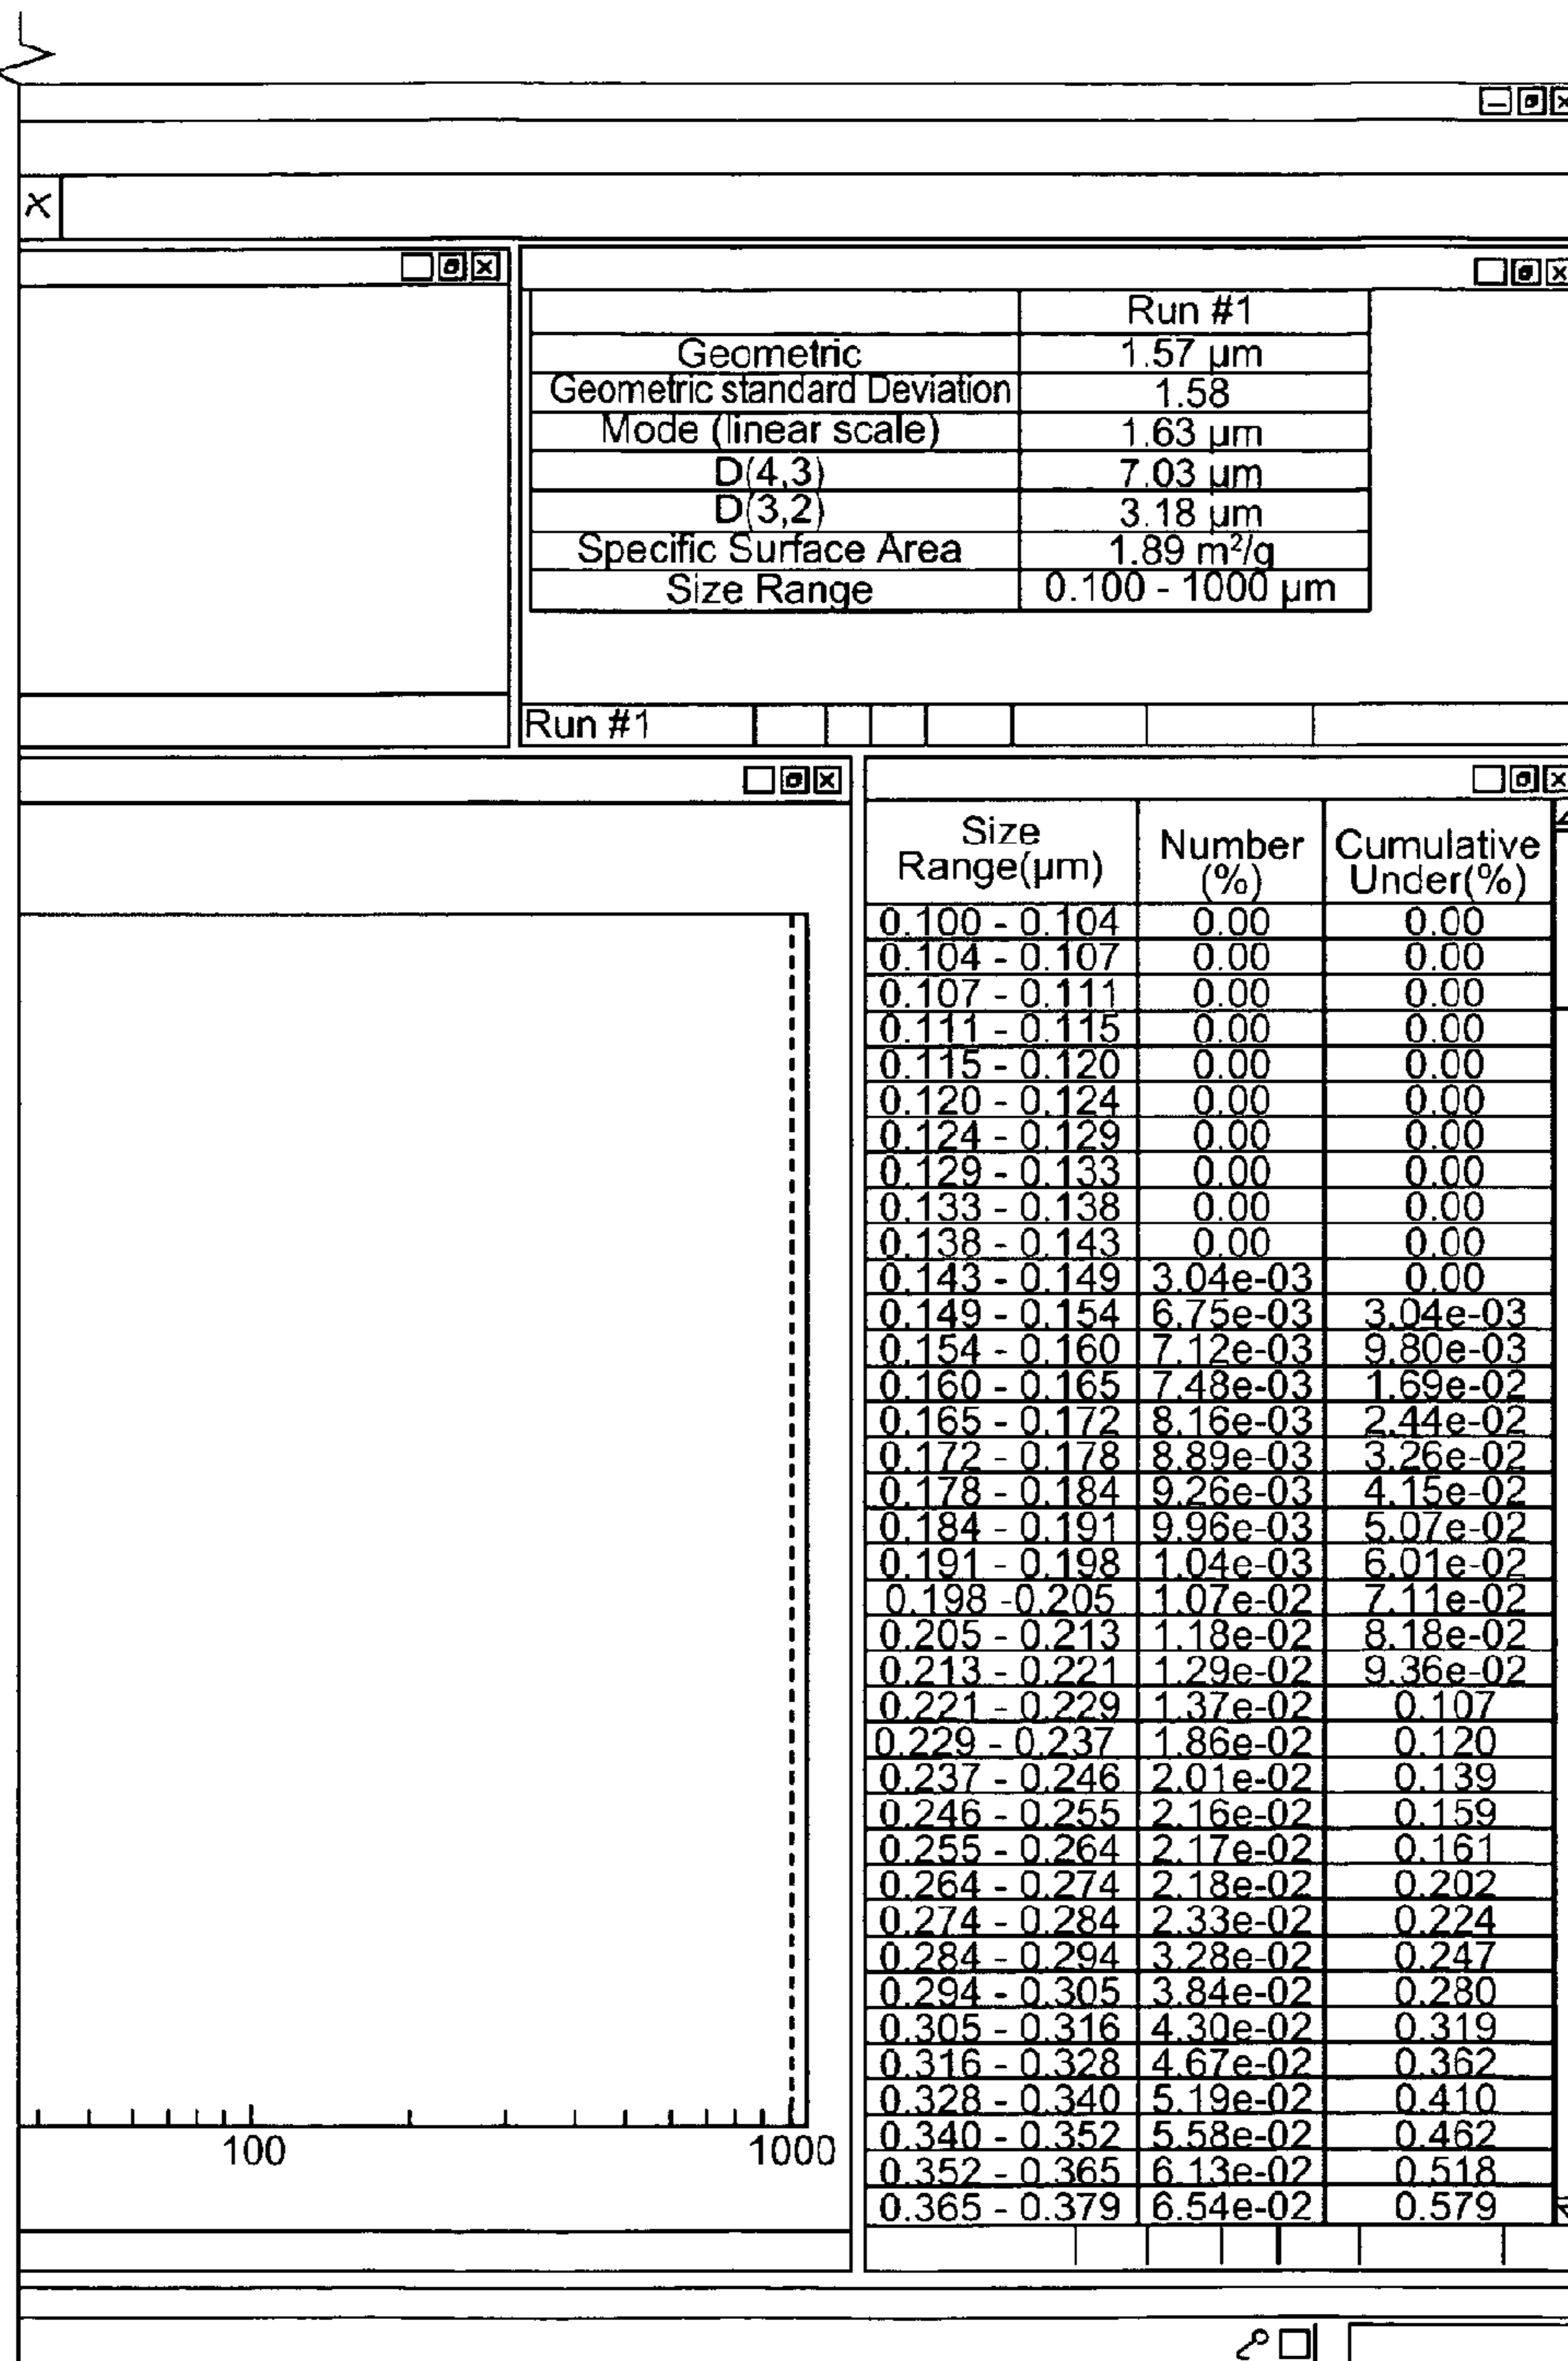 Run #1
Geometric 1.57 µm
Geometric standard Deviation 1.58
Mode (linear scale) 1.63 µm
D(4,3) 7.03 µm
D(3,2) 3.18 µm
Specific Surface Area 1.89 m²/g
Size Range 0.100 - 1000 µm
Run #1
Size Range(µm) Number (%) Cumulative Under(%)
0.100 - 0.104 0.00 0.00
0.104 - 0.107 0.00 0.00
0.107 - 0.111 0.00 0.00
0.111 - 0.115 0.00 0.00
0.115 - 0.120 0.00 0.00
0.120 - 0.124 0.00 0.00
0.124 - 0.129 0.00 0.00
0.129 - 0.133 0.00 0.00
0.133 - 0.138 0.00 0.00
0.138 - 0.143 0.00 0.00
0.143 - 0.149 3.04e-03 0.00
0.149 - 0.154 6.75e-03 3.04e-03
0.154 - 0.160 7.12e-03 9.80e-03
0.160 - 0.165 7.48e-03 1.69e-02
0.165 - 0.172 8.16e-03 2.44e-02
0.172 - 0.178 8.89e-03 3.26e-02
0.178 - 0.184 9.26e-03 4.15e-02
0.184 - 0.191 9.96e-03 5.07e-02
0.191 - 0.198 1.04e-03 6.01e-02
0.198 -0.205 1.07e-02 7.11e-02
0.205 - 0.213 1.18e-02 8.18e-02
0.213 - 0.221 1.29e-02 9.36e-02
0.221 - 0.229 1.37e-02 0.107
0.229 - 0.237 1.86e-02 0.120
0.237 - 0.246 2.01e-02 0.139
0.246 - 0.255 2.16e-02 0.159
0.255 - 0.264 2.17e-02 0.161
0.264 - 0.274 2.18e-02 0.202
0.274 - 0.284 2.33e-02 0.224
0.284 - 0.294 3.28e-02 0.247
0.294 - 0.305 3.84e-02 0.280
0.305 - 0.316 4.30e-02 0.319
0.316 - 0.328 4.67e-02 0.362
0.328 - 0.340 5.19e-02 0.410
0.340 - 0.352 5.58e-02 0.462
0.352 - 0.365 6.13e-02 0.518
0.365 - 0.379 6.54e-02 0.579
100 1000